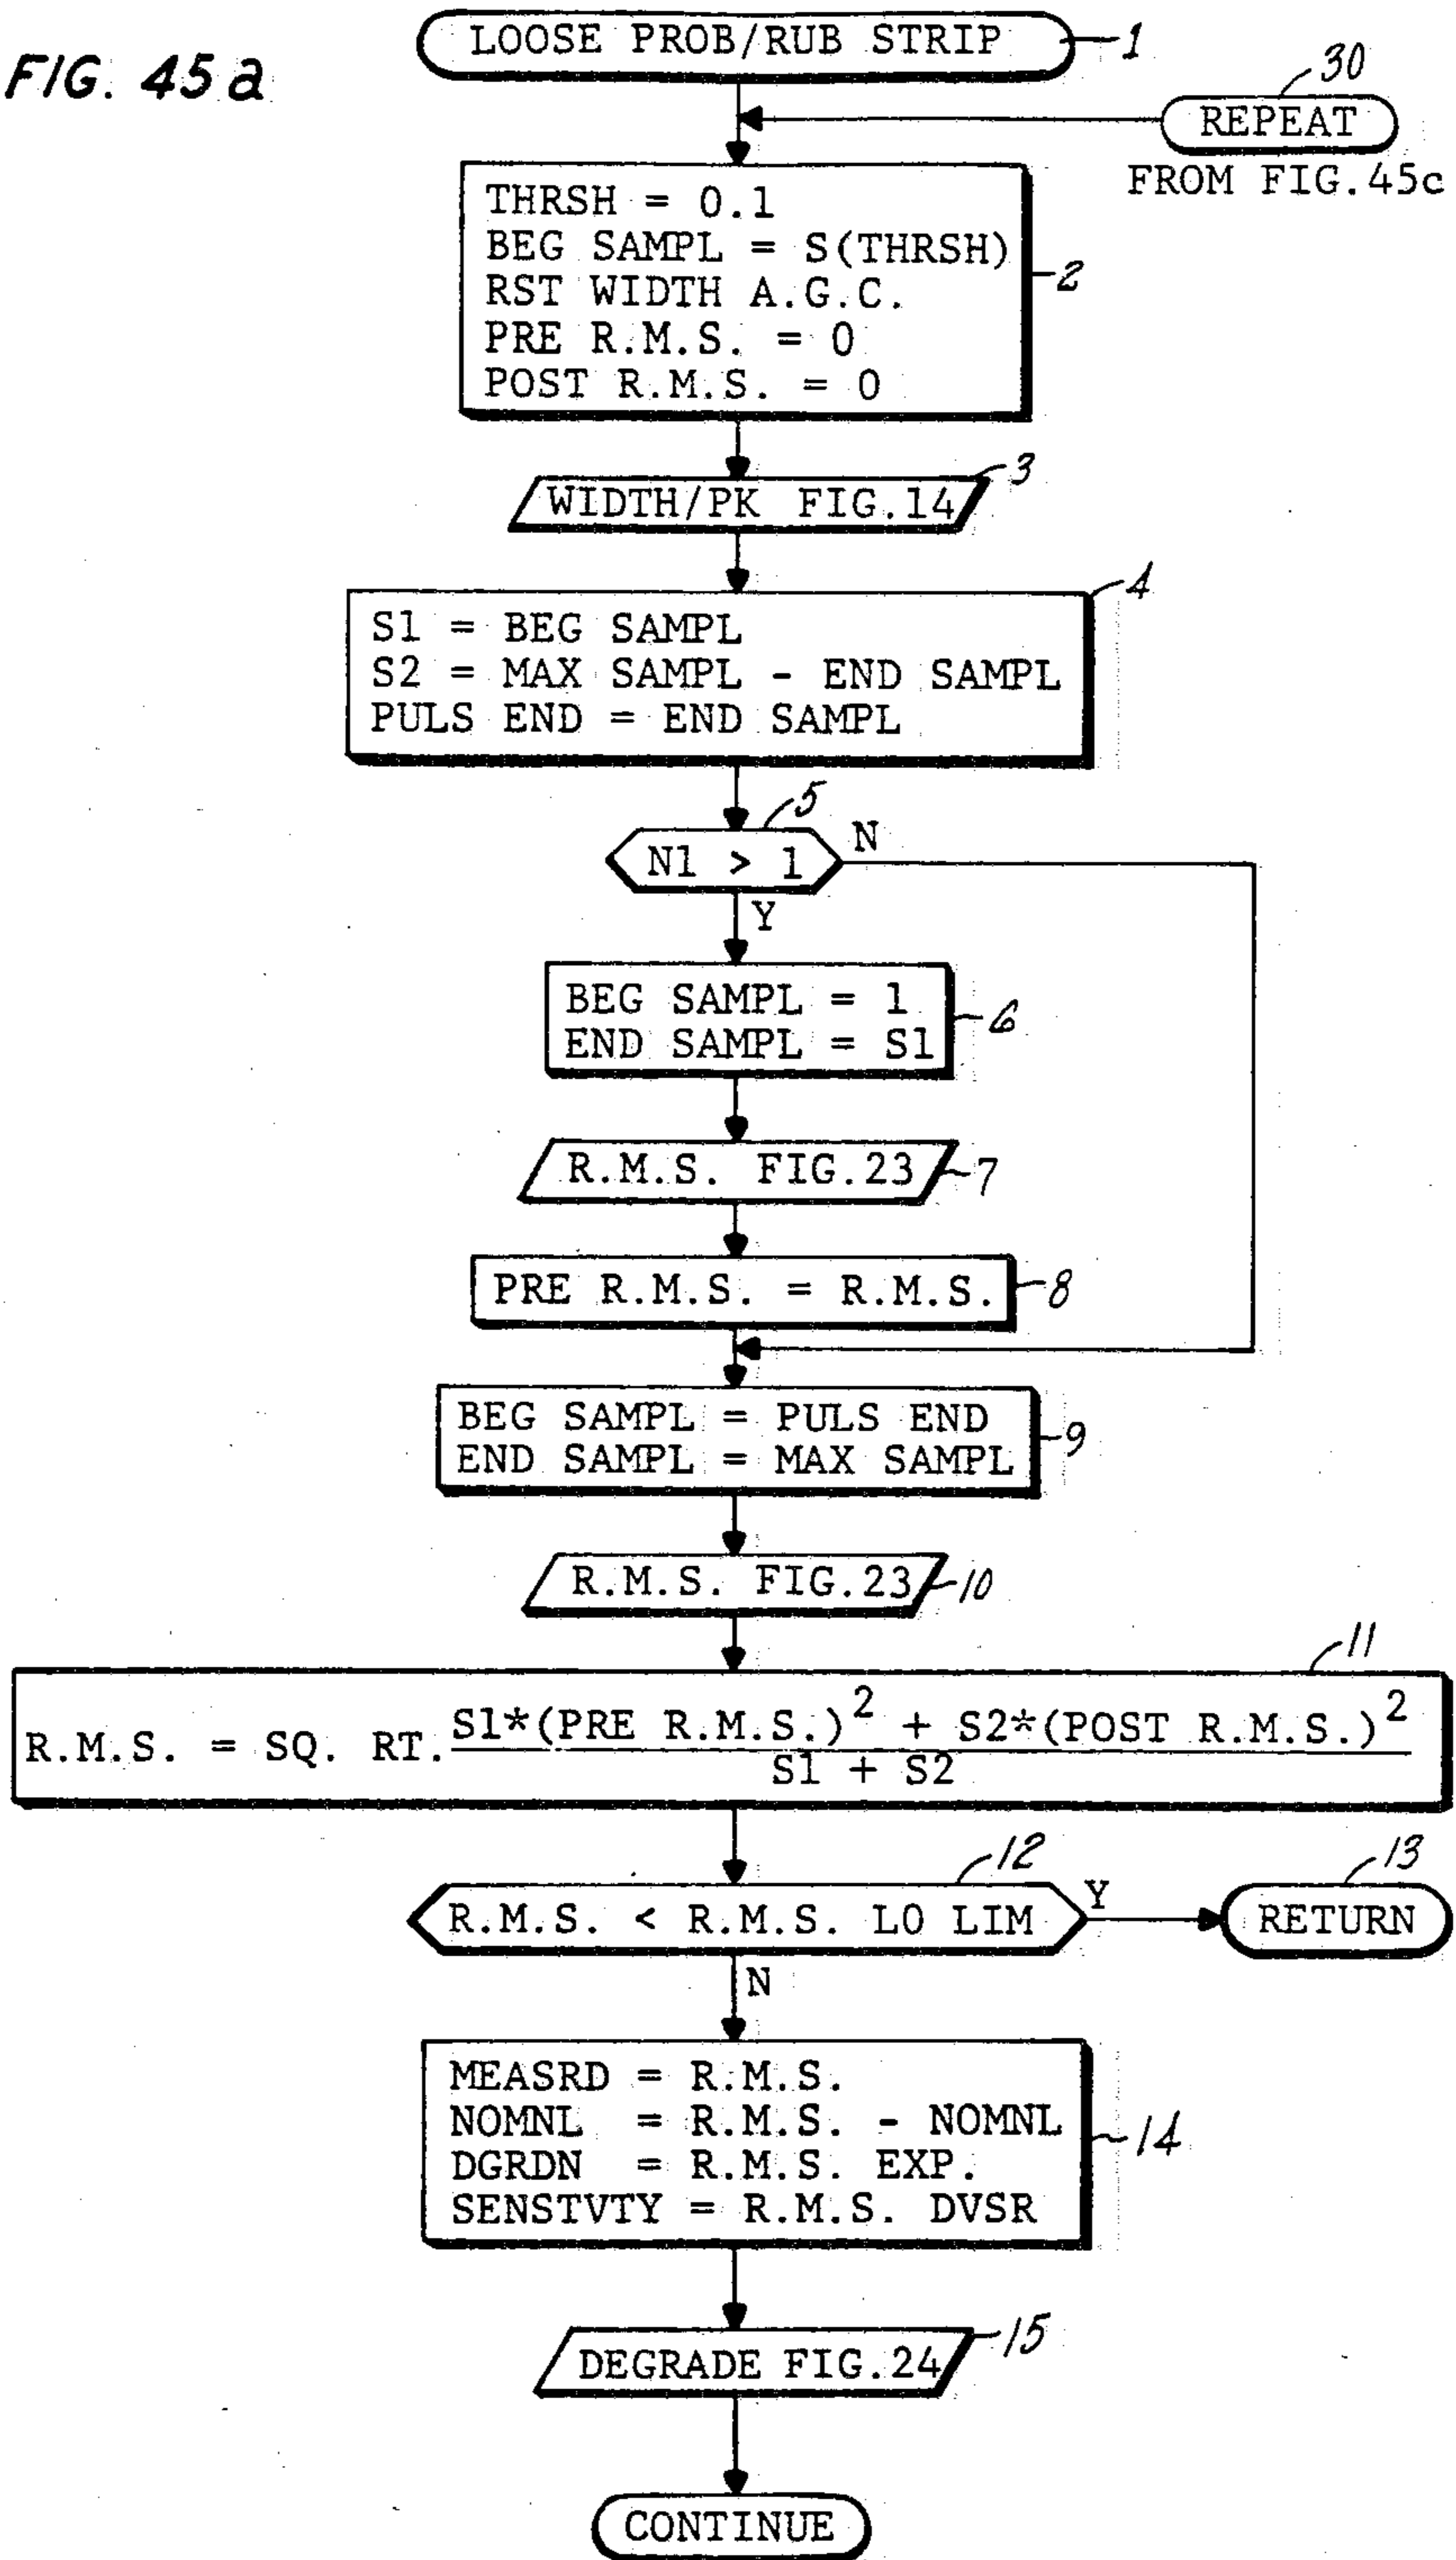 FIG. 45a
LOOSE PROB/RUB STRIP
1
30
REPEAT
FROM FIG.45c
THRSH = 0.1
BEG SAMPL = S(THRSH)
RST WIDTH A.G.C.
PRE R.M.S. = 0
POST R.M.S. = 0
2
3
WIDTH/PK FIG.14
4
S1 = BEG SAMPL
S2 = MAX SAMPL - END SAMPL
PULS END = END SAMPL
5
N1 > 1
N
Y
BEG SAMPL = 1
END SAMPL = S1
6
R.M.S. FIG.23
7
PRE R.M.S. = R.M.S.
8
BEG SAMPL = PULS END
END SAMPL = MAX SAMPL
9
R.M.S. FIG.23
10
11
R.M.S. = SQ. RT. S1*(PRE R.M.S.)² + S2*(POST R.M.S.)²
S1 + S2
12
R.M.S. < R.M.S. LO LIM
Y
13
RETURN
N
MEASRD = R.M.S.
NOMNL = R.M.S. - NOMNL
DGRDN = R.M.S. EXP.
SENSTVTY = R.M.S. DVSR
14
15
DEGRADE FIG.24
CONTINUE